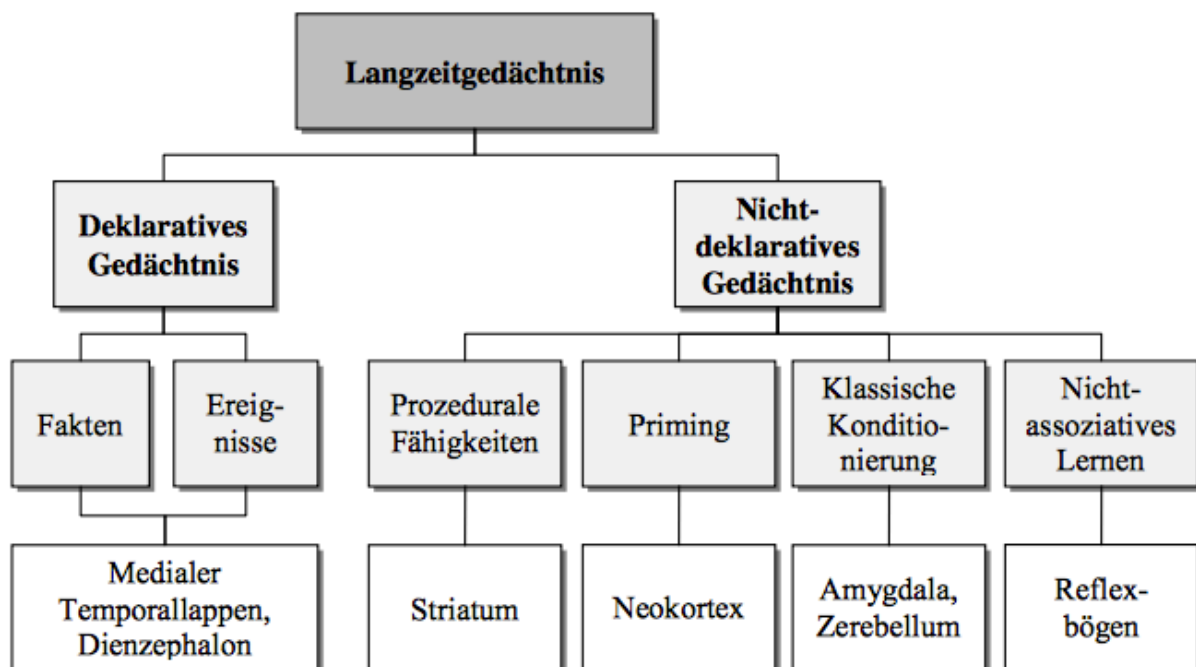 Langzeitgedächtnis
Deklaratives
Gedächtnis
Nicht-
deklaratives
Gedächtnis
Fakten
Ereig-
nisse
Prozedurale
Fähigkeiten
Priming
Klassische
Konditio-
nierung
Nicht-
assoziatives
Lernen
Medialer
Temporallappen,
Dienzephalon
Striatum
Neokortex
Amygdala,
Zerebellum
Reflex-
bögen